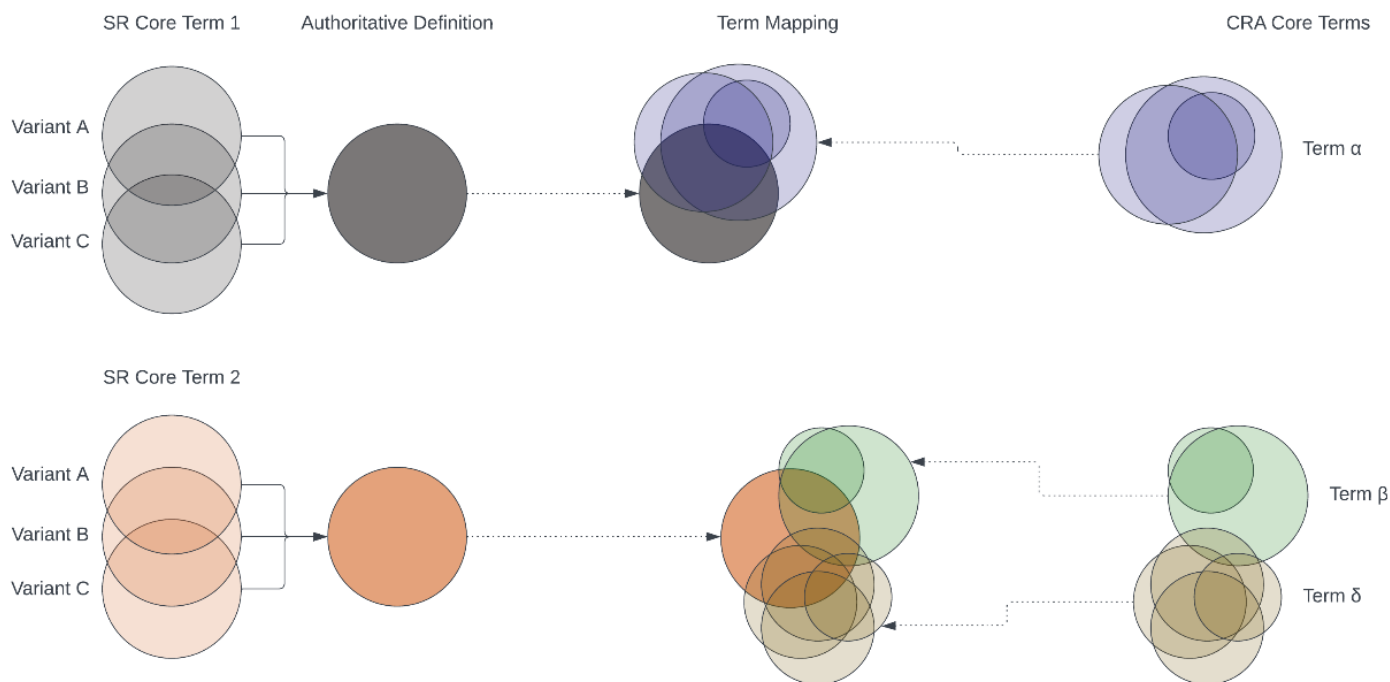 SR Core Term 1
Authoritative Definition
Term Mapping
CRA Core Terms
Variant A
Variant B
Variant C
Term α
SR Core Term 2
Variant A
Variant B
Variant C
Term β
Term δ